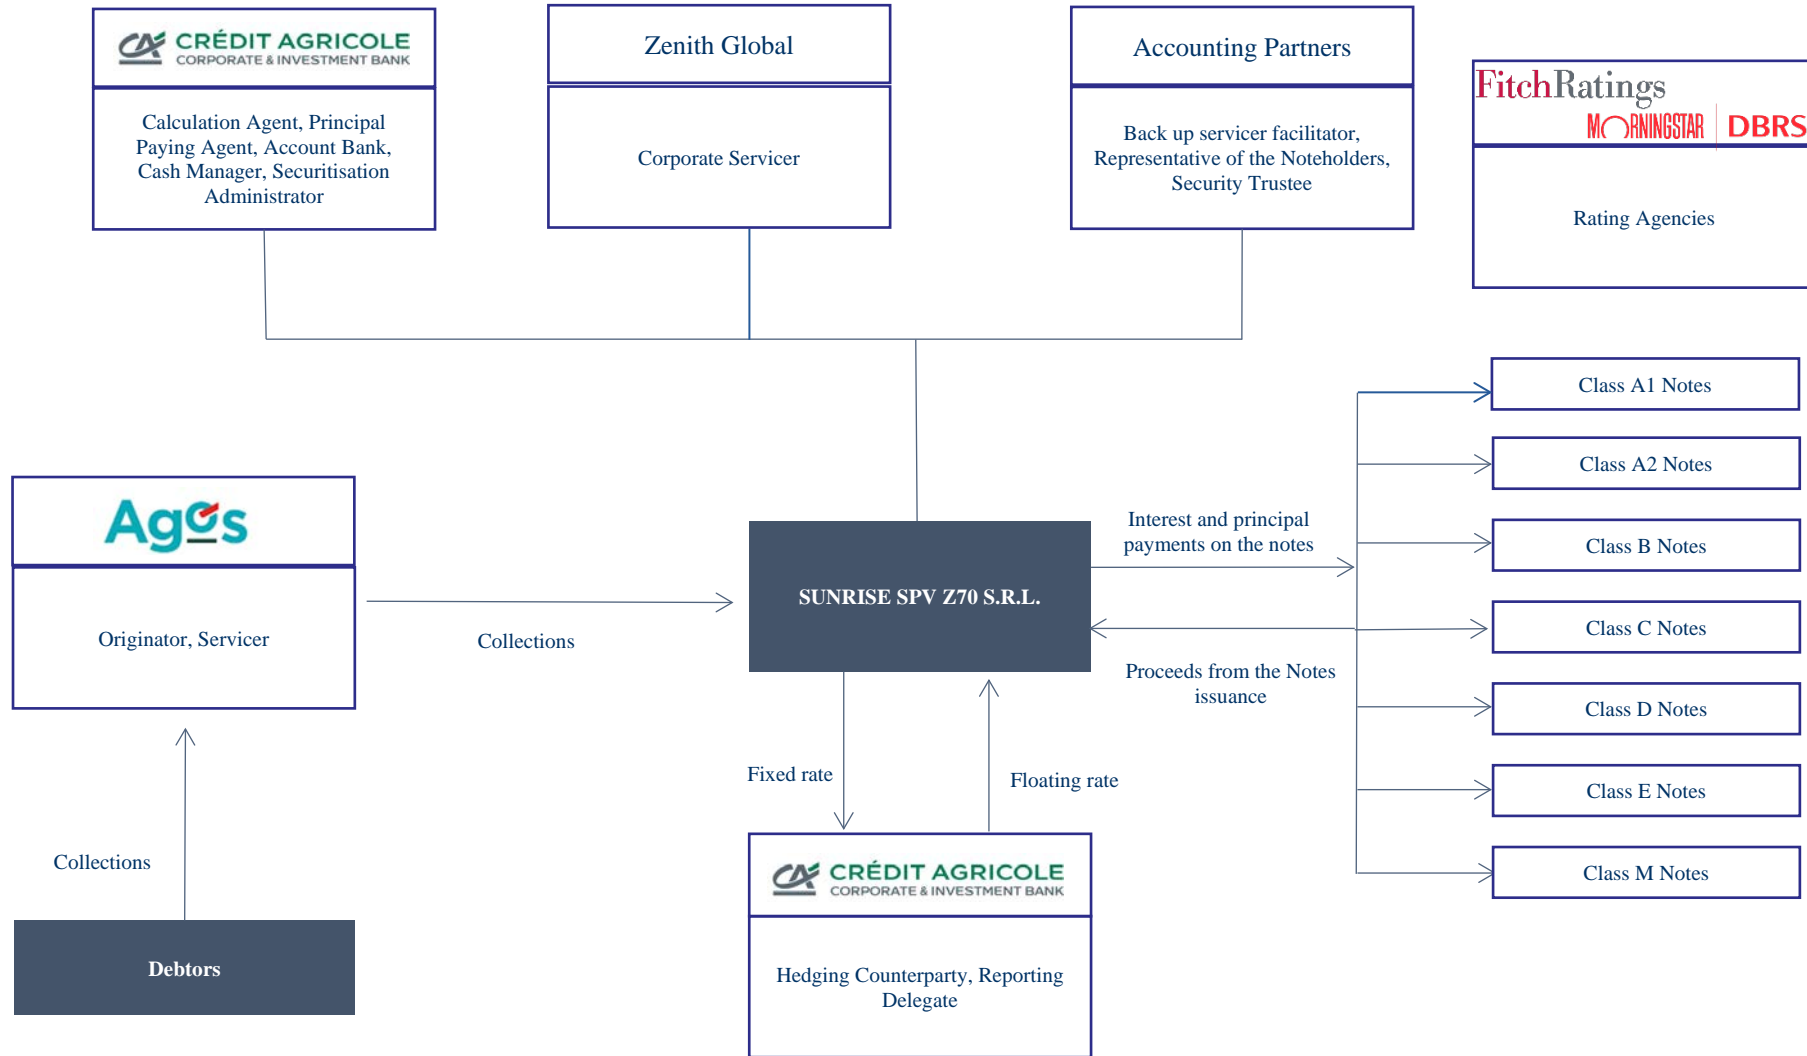 CRÉDIT AGRICOLE
CORPORATE & INVESTMENT BANK
Calculation Agent, Principal
Paying Agent, Account Bank,
Cash Manager, Securitisation
Administrator
Zenith Global
Corporate Servicer
Accounting Partners
Back up servicer facilitator,
Representative of the Noteholders,
Security Trustee
FitchRatings
MORNINGSTAR | DBRS
Rating Agencies
Class A1 Notes
Class A2 Notes
Class B Notes
Class C Notes
Class D Notes
Class E Notes
Class M Notes
Agos
Originator, Servicer
Collections
SUNRISE SPV Z70 S.R.L.
Interest and principal
payments on the notes
Proceeds from the Notes
issuance
Fixed rate
Floating rate
Collections
Debtors
CRÉDIT AGRICOLE
CORPORATE & INVESTMENT BANK
Hedging Counterparty, Reporting
Delegate